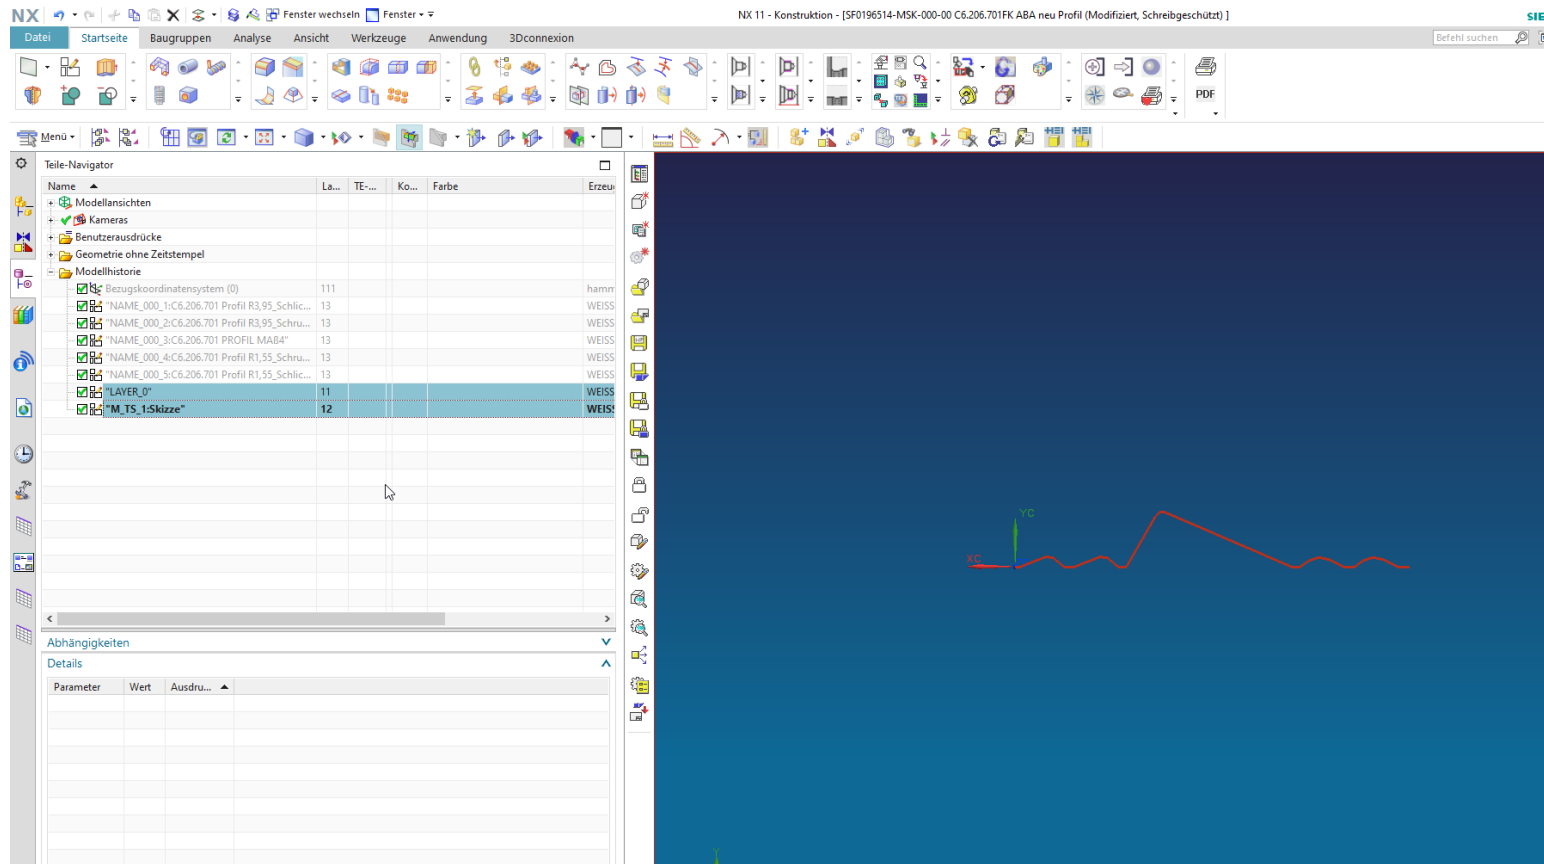 NX Fenster wechseln Fenster NX 11 - Konstruktion - [SF0196514-MSK-000-00 C6.206.701FK ABA neu Profil (Modifiziert, Schreibgeschützt) ] SIE
Datei Startseite Baugruppen Analyse Ansicht Werkzeuge Anwendung 3Dconnexion Befehl suchen
PDF
Menü
Teile-Navigator
Name La... TE-... Ko... Farbe Erzeu
Modellansichten
Kameras
Benutzerausdrücke
Geometrie ohne Zeitstempel
Modellhistorie
Bezugskoordinatensystem (0) 111 hamm
"NAME_000_1:C6.206.701 Profil R3,95_Schlic... 13 WEISS
"NAME_000_2:C6.206.701 Profil R3,95_Schru... 13 WEISS
"NAME_000_3:C6.206.701 PROFIL MAß4" 13 WEISS
"NAME_000_4:C6.206.701 Profil R1,55_Schru... 13 WEISS
"NAME_000_5:C6.206.701 Profil R1,55_Schlic... 13 WEISS
"LAYER_0" 11 WEISS
"M_TS_1:Skizze" 12 WEISS
YC
XC
Abhängigkeiten
Details
Parameter Wert Ausdru...
Y